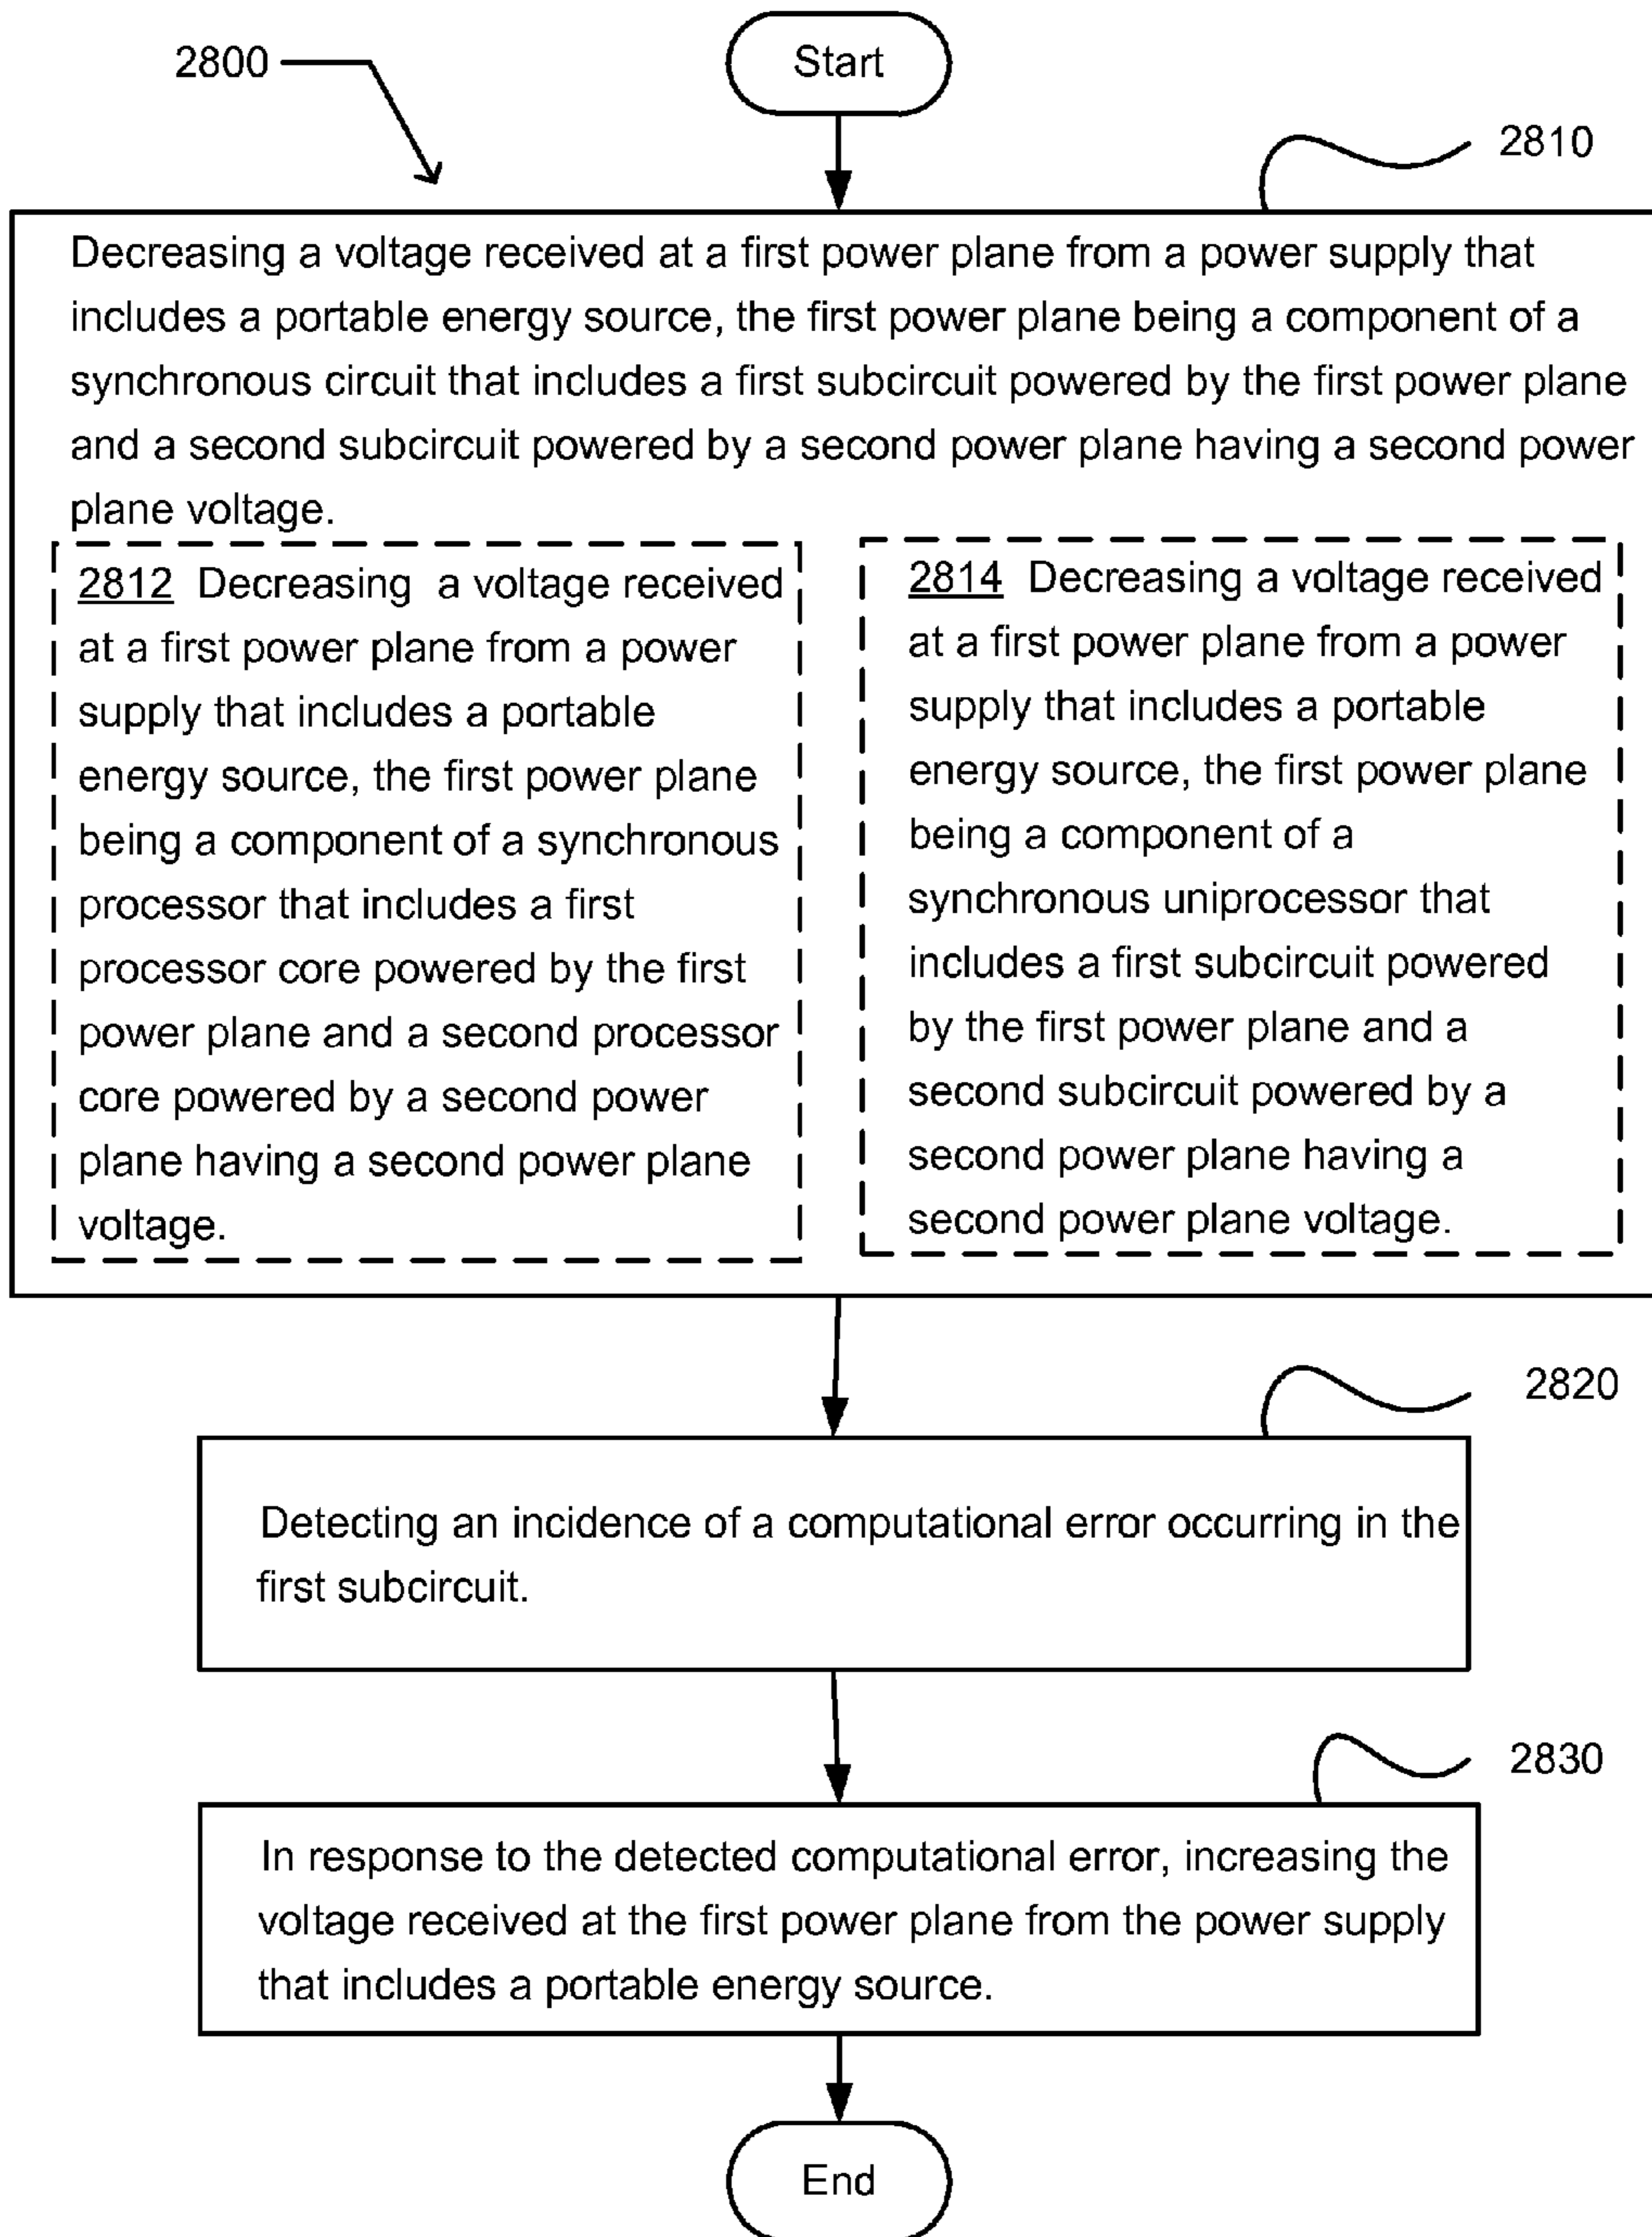 Start
2800
2810
Decreasing a voltage received at a first power plane from a power supply that
includes a portable energy source, the first power plane being a component of a
synchronous circuit that includes a first subcircuit powered by the first power plane
and a second subcircuit powered by a second power plane having a second power
plane voltage.
2812 Decreasing a voltage received
at a first power plane from a power
supply that includes a portable
energy source, the first power plane
being a component of a synchronous
processor that includes a first
processor core powered by the first
power plane and a second processor
core powered by a second power
plane having a second power plane
voltage.
2814 Decreasing a voltage received
at a first power plane from a power
supply that includes a portable
energy source, the first power plane
being a component of a
synchronous uniprocessor that
includes a first subcircuit powered
by the first power plane and a
second subcircuit powered by a
second power plane having a
second power plane voltage.
2820
Detecting an incidence of a computational error occurring in the
first subcircuit.
2830
In response to the detected computational error, increasing the
voltage received at the first power plane from the power supply
that includes a portable energy source.
End